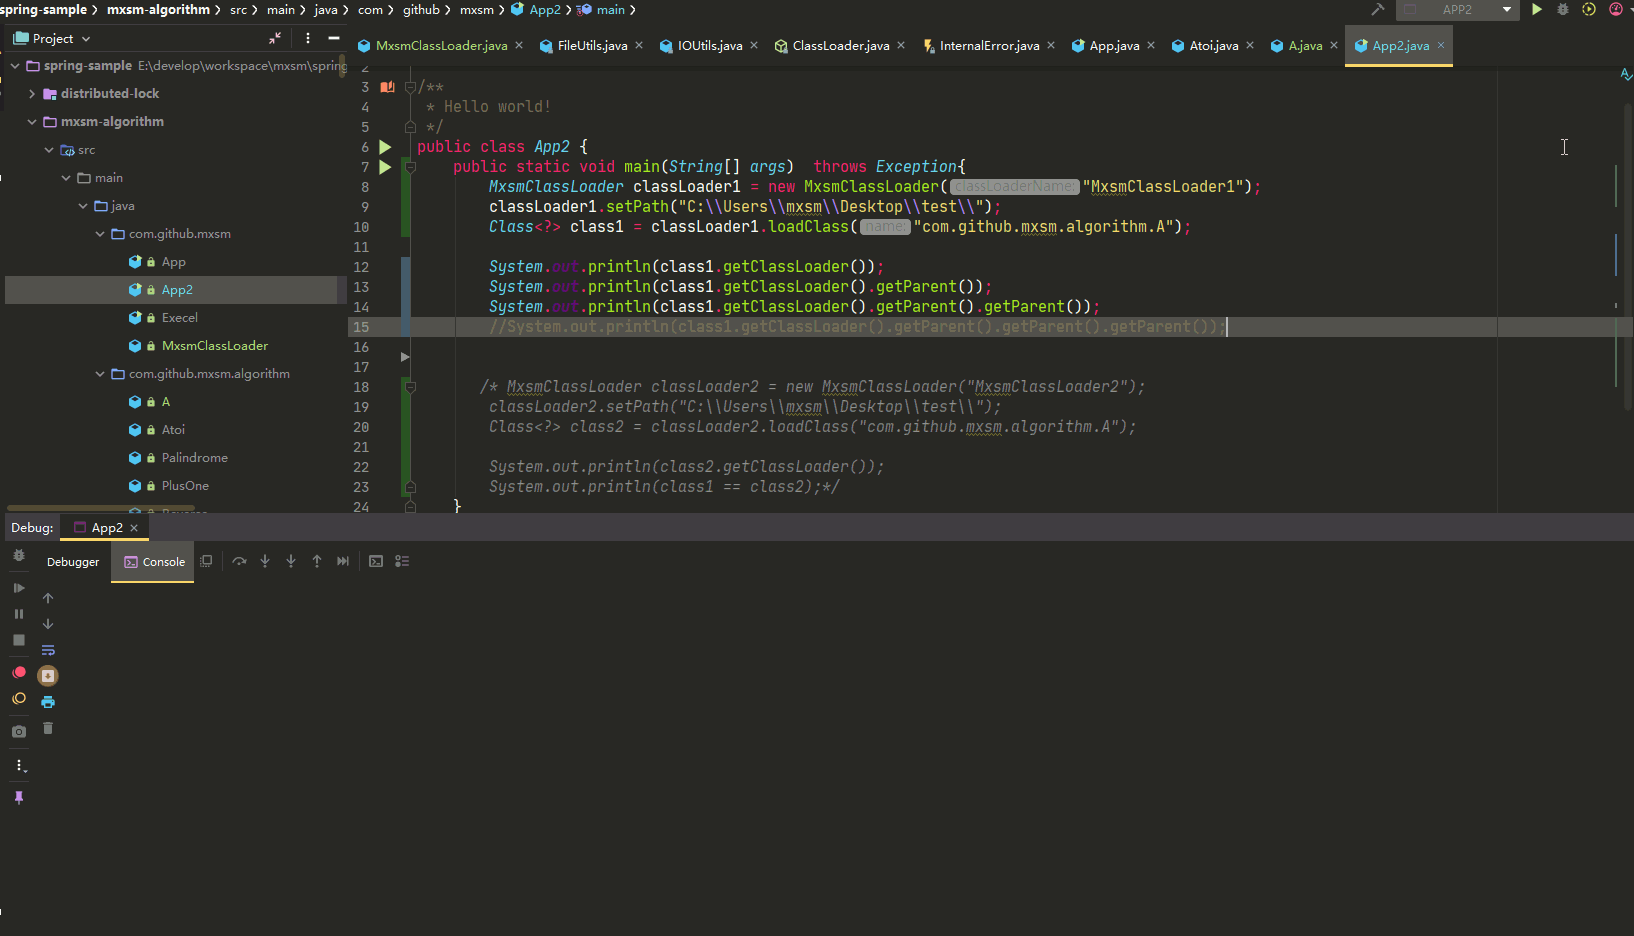 spring-sample mxsm-algorithm src main java com github mxsm App2 main APP2
Project
MxsmClassLoader.java FileUtils.java IOUtils.java ClassLoader.java InternalError.java App.java Atoi.java A.java App2.java
spring-sample E:\develop\workspace\mxsm\spring
distributed-lock
mxsm-algorithm
src
main
java
com.github.mxsm
App
App2
Execel
MxsmClassLoader
com.github.mxsm.algorithm
A
Atoi
Palindrome
PlusOne
2
3 /**
4 * Hello world!
5 */
6 public class App2 {
7 public static void main(String[] args) throws Exception{
8 MxsmClassLoader classLoader1 = new MxsmClassLoader( classLoaderName: "MxsmClassLoader1");
9 classLoader1.setPath("C:\\Users\\mxsm\\Desktop\\test\\");
10 Class<?> class1 = classLoader1.loadClass( name: "com.github.mxsm.algorithm.A");
11
12 System.out.println(class1.getClassLoader());
13 System.out.println(class1.getClassLoader().getParent());
14 System.out.println(class1.getClassLoader().getParent().getParent());
15 //System.out.println(class1.getClassLoader().getParent().getParent().getParent());
16
17
18 /* MxsmClassLoader classLoader2 = new MxsmClassLoader("MxsmClassLoader2");
19 classLoader2.setPath("C:\\Users\\mxsm\\Desktop\\test\\");
20 Class<?> class2 = classLoader2.loadClass("com.github.mxsm.algorithm.A");
21
22 System.out.println(class2.getClassLoader());
23 System.out.println(class1 == class2);*/
24 }
Debug: App2
Debugger Console